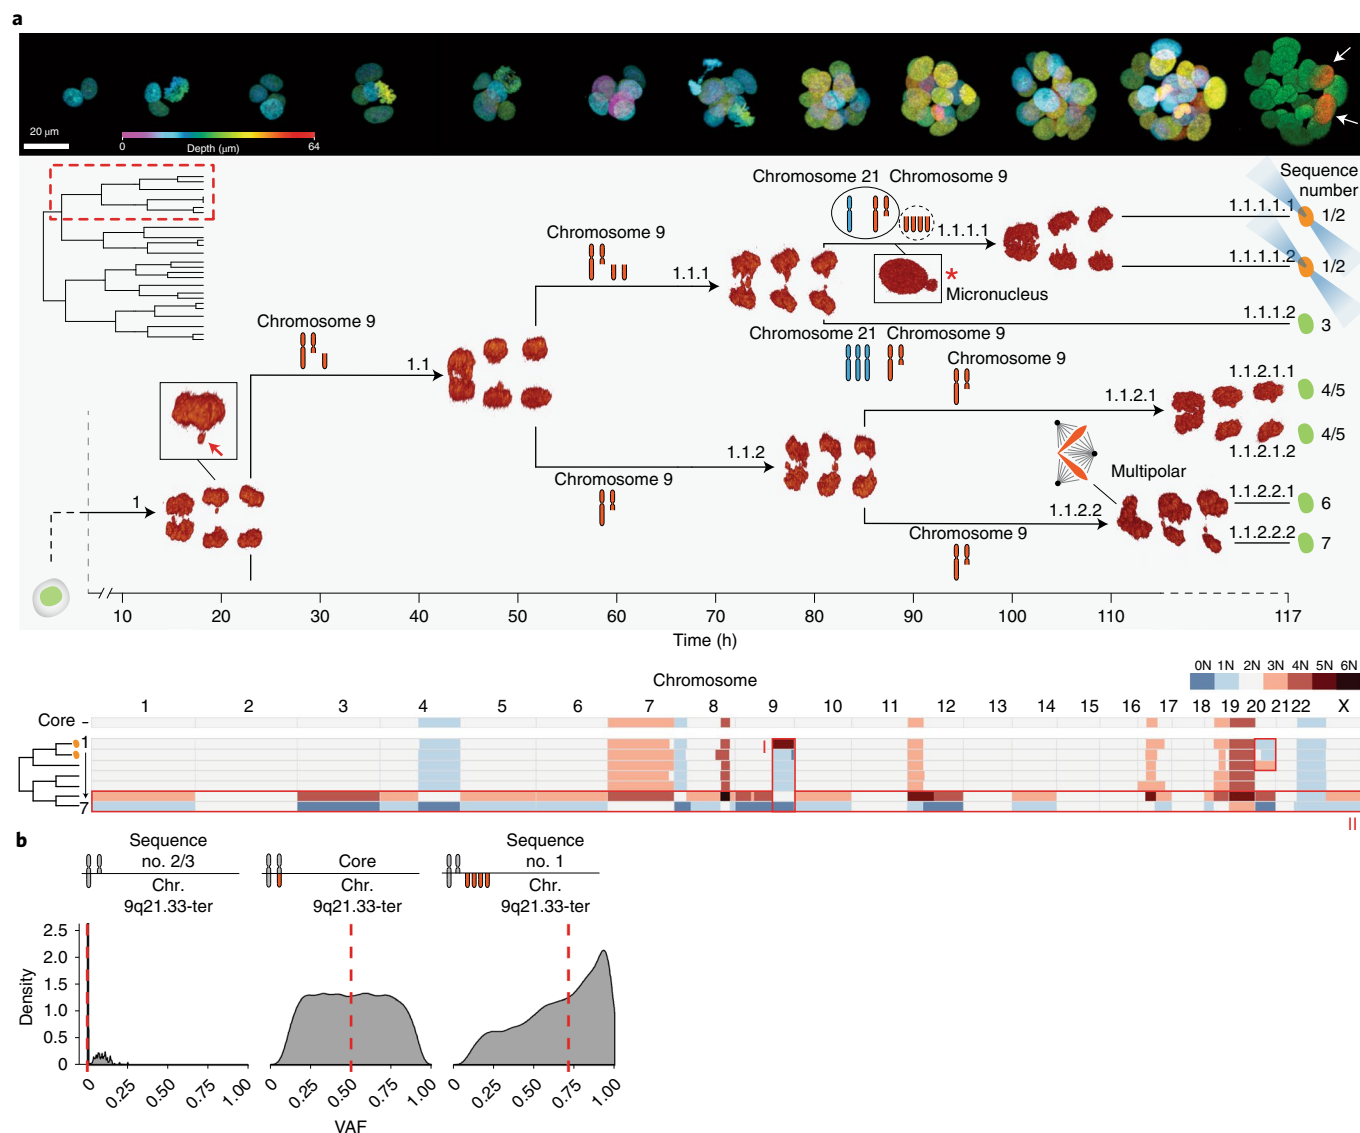 a
20 µm
0
Depth (µm)
64
Sequence
number
Chromosome 21
Chromosome 9
1.1.1.1.1
1/2
1.1.1.1
Chromosome 9
1.1.1.1.2
1/2
1.1.1
*
Micronucleus
1.1.1.2
3
Chromosome 9
Chromosome 21
Chromosome 9
Chromosome 9
1.1
1.1.2.1.1
4/5
1.1.2.1
4/5
1.1.2
1.1.2.1.2
Multipolar
Chromosome 9
1
1.1.2.2.1
6
1.1.2.2
Chromosome 9
1.1.2.2.2
7
10
20
30
40
50
60
70
80
90
100
110
117
Time (h)
0N 1N 2N 3N 4N 5N 6N
Chromosome
1 2 3 4 5 6 7 8 9 10 11 12 13 14 15 16 17 18 19 20 21 22 X
Core
1
I
7
II
b
Sequence
no. 2/3
Chr.
9q21.33-ter
Core
Chr.
9q21.33-ter
Sequence
no. 1
Chr.
9q21.33-ter
Density
2.5
2.0
1.5
1.0
0.5
0
0 0.25 0.50 0.75 1.00
0 0.25 0.50 0.75 1.00
0 0.25 0.50 0.75 1.00
VAF